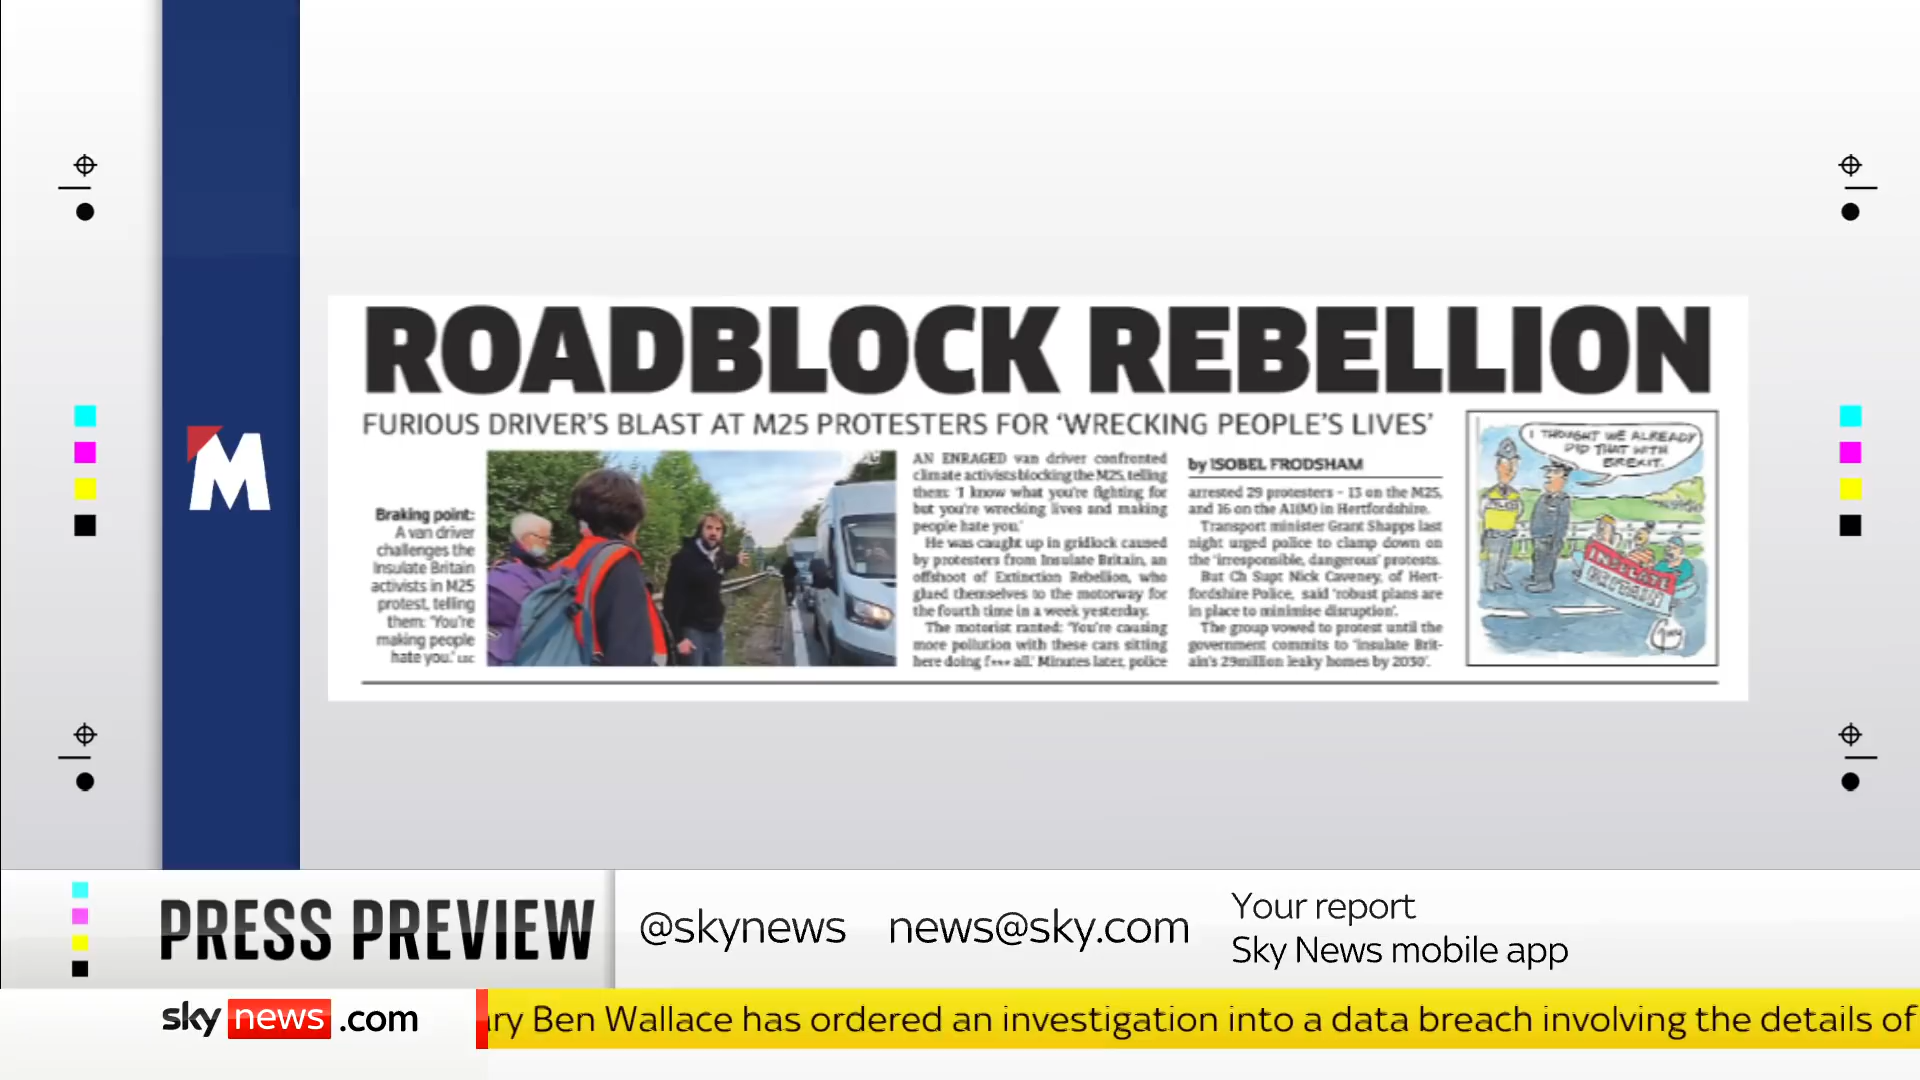 ROADBLOCK REBELLION
FURIOUS DRIVER'S BLAST AT M25 PROTESTERS FOR 'WRECKING PEOPLE'S LIVES'
Braking point:
A van driver
challenges the
Insulate Britain
activists in M25
protest, telling
them: 'You're
making people
hate you.' LBC
AN ENRAGED van driver confronted
climate activists blocking the M25, telling
them: 'I know what you're fighting for
but you're wrecking lives and making
people hate you.'
He was caught up in gridlock caused
by protesters from Insulate Britain, an
offshoot of Extinction Rebellion, who
glued themselves to the motorway for
the fourth time in a week yesterday.
The motorist ranted: 'You're causing
more pollution with these cars sitting
here doing f*** all.' Minutes later, police
by ISOBEL FRODSHAM
arrested 29 protesters – 13 on the M25,
and 16 on the A1(M) in Hertfordshire.
Transport minister Grant Shapps last
night urged police to clamp down on
the 'irresponsible, dangerous' protests.
But Ch Supt Nick Caveney, of Hert-
fordshire Police, said 'robust plans are
in place to minimise disruption'.
The group vowed to protest until the
government commits to 'insulate Brit-
ain's 29million leaky homes by 2030'.
I THOUGHT WE ALREADY
DID THAT WITH
BREXIT.
INSULATE
BRITAIN
Guy
M
PRESS PREVIEW
@skynews news@sky.com
Your report
Sky News mobile app
sky news .com
ry Ben Wallace has ordered an investigation into a data breach involving the details of